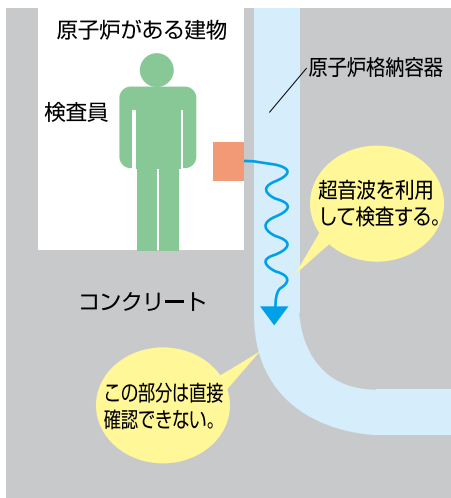 原子炉がある建物
原子炉格納容器
検査員
超音波を利用
して検査する。
コンクリート
この部分は直接
確認できない。